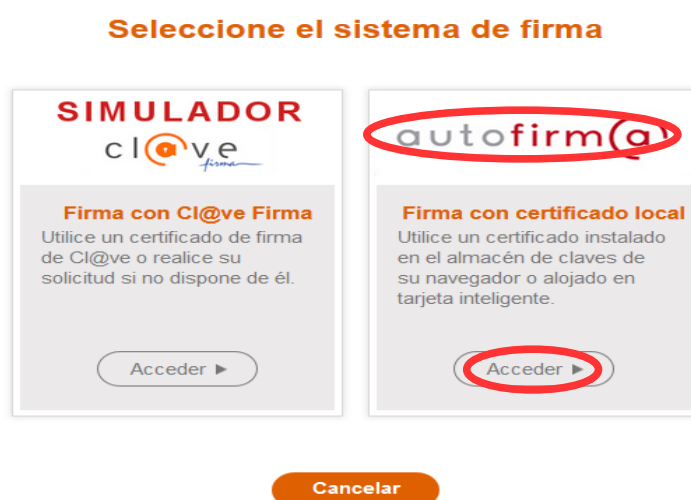 Seleccione el sistema de firma
SIMULADOR
cl@ve
firma
Firma con Cl@ve Firma
Utilice un certificado de firma
de Cl@ve o realice su
solicitud si no dispone de él.
Acceder ►
autofirm@
Firma con certificado local
Utilice un certificado instalado
en el almacén de claves de
su navegador o alojado en
tarjeta inteligente.
Acceder ►
Cancelar